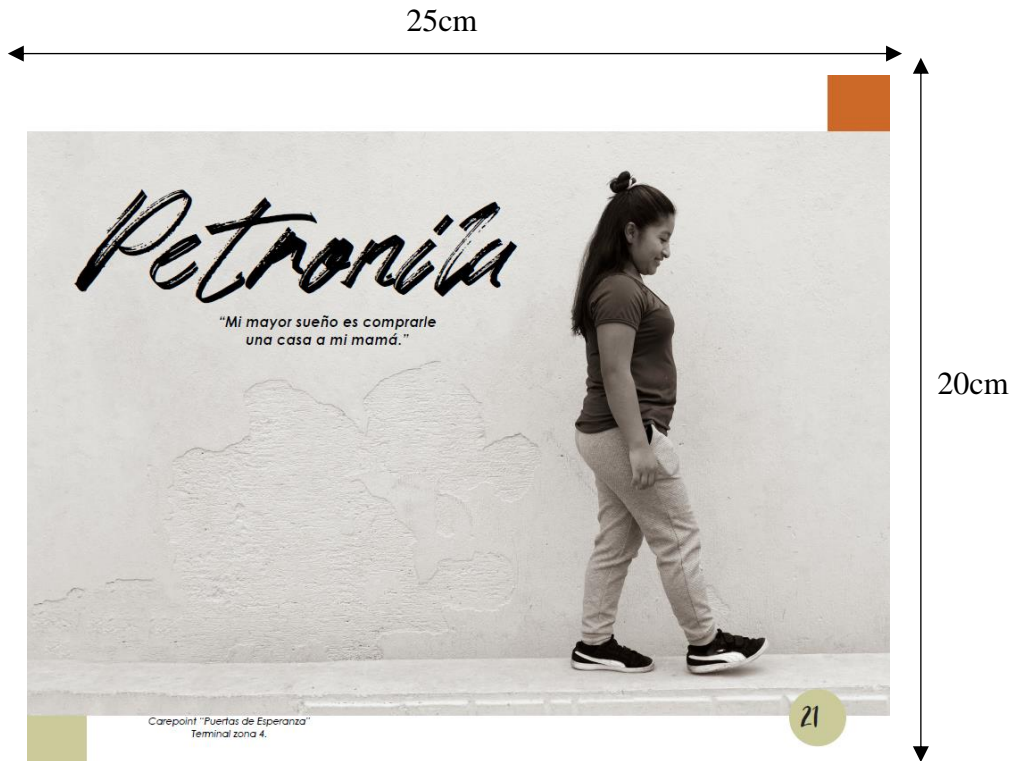 25cm
Petronila
“Mi mayor sueño es comprarle
una casa a mi mamá.”
20cm
Carepoint “Puertas de Esperanza”
Terminal zona 4.
21